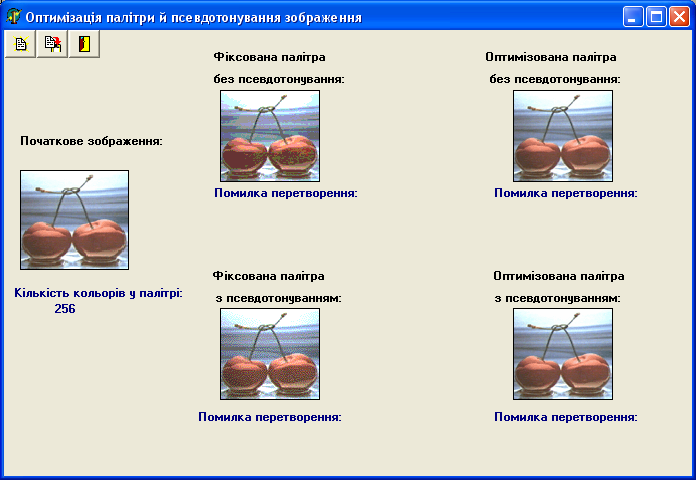 Оптимізація палітри й псевдотонування зображення
Фіксована палітра
без псевдотонування:
Оптимізована палітра
без псевдотонування:
Початкове зображення:
Помилка перетворення:
Помилка перетворення:
Кількість кольорів у палітрі:
256
Фіксована палітра
з псевдотонуванням:
Оптимізована палітра
з псевдотонуванням:
Помилка перетворення:
Помилка перетворення: